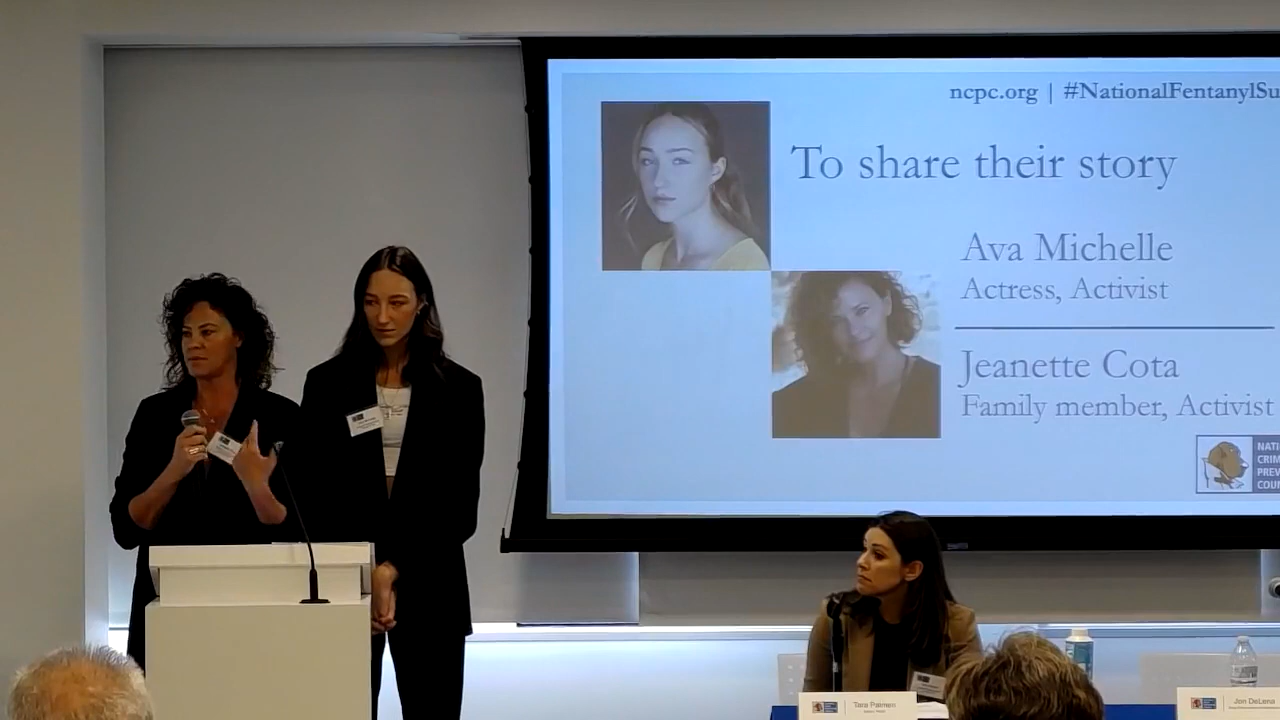 ncpc.org | #NationalFentanylSu
To share their story
Ava Michelle
Actress, Activist
Jeanette Cota
Family member, Activist
NATI
CRIM
PREV
COUN
Tara Palmeri
Jon DeLena